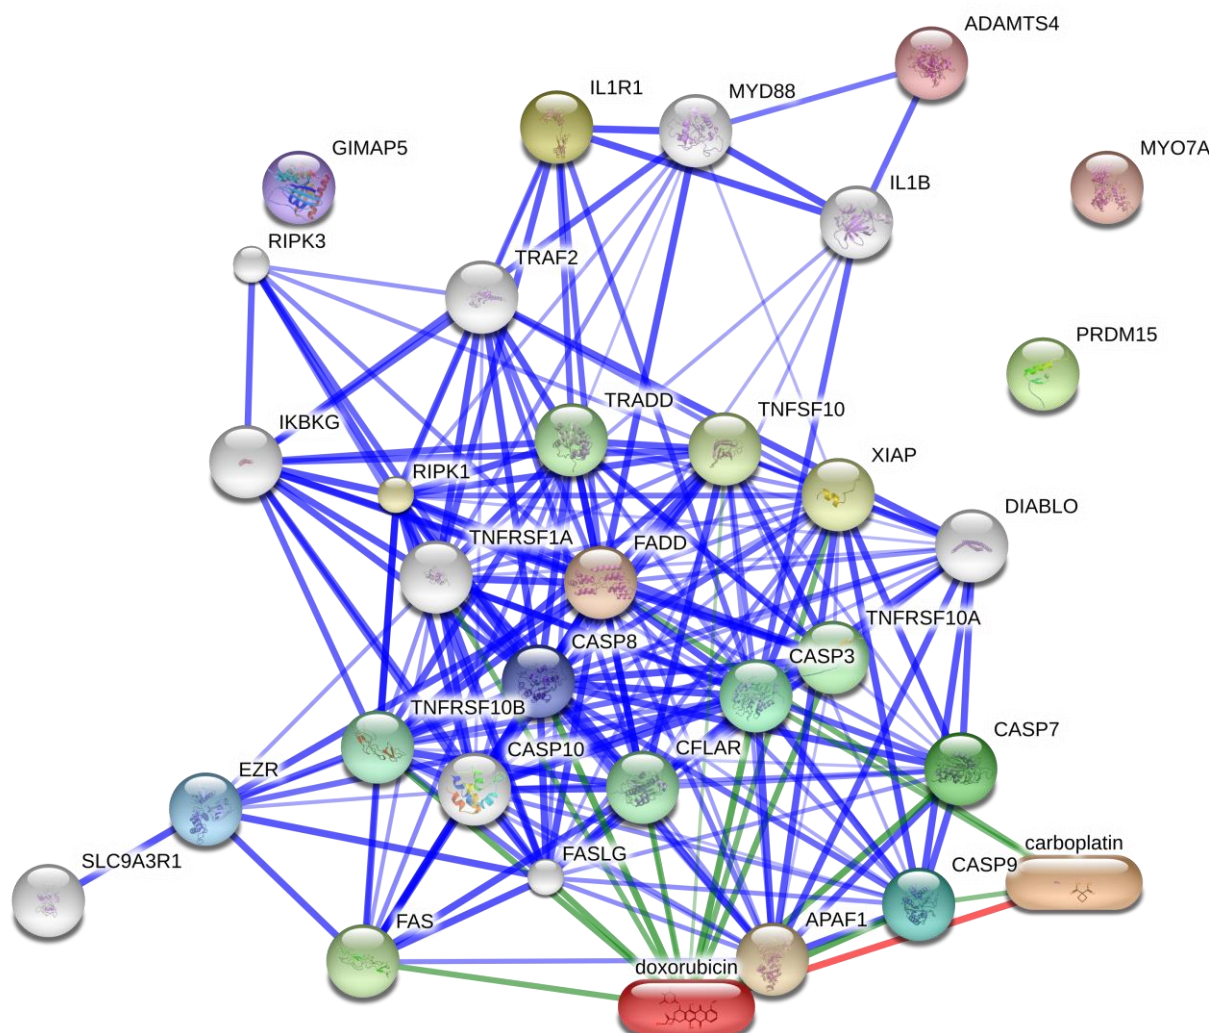 ADAMTS4
IL1R1
MYD88
GIMAP5
MYO7A
IL1B
RIPK3
TRAF2
PRDM15
TRADD
TNFSF10
IKBKG
XIAP
RIPK1
DIABLO
TNFRSF1A
FADD
TNFRSF10A
CASP8
CASP3
TNFRSF10B
CASP7
CASP10
CFLAR
EZR
carboplatin
SLC9A3R1
FASLG
CASP9
FAS
APAF1
doxorubicin